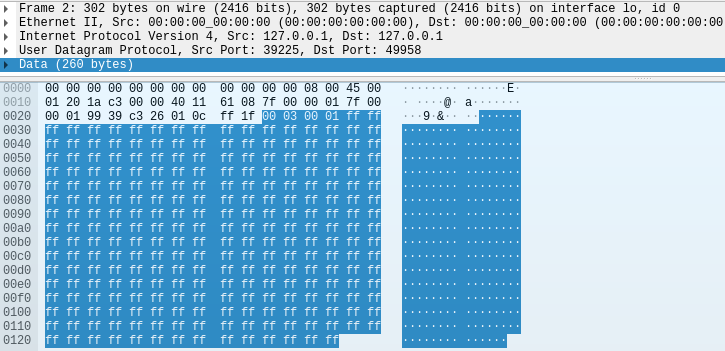 Frame 2: 302 bytes on wire (2416 bits), 302 bytes captured (2416 bits) on interface lo, id 0
Ethernet II, Src: 00:00:00_00:00:00 (00:00:00:00:00:00), Dst: 00:00:00_00:00:00 (00:00:00:00:00:00
Internet Protocol Version 4, Src: 127.0.0.1, Dst: 127.0.0.1
User Datagram Protocol, Src Port: 39225, Dst Port: 49958
Data (260 bytes)
0000 00 00 00 00 00 00 00 00 00 00 00 00 08 00 45 00 ········ ······E·
0010 01 20 1a c3 00 00 40 11 61 08 7f 00 00 01 7f 00 · ····@· a·······
0020 00 01 99 39 c3 26 01 0c ff 1f 00 03 00 01 ff ff ···9·&·· ········
0030 ff ff ff ff ff ff ff ff ff ff ff ff ff ff ff ff ········ ········
0040 ff ff ff ff ff ff ff ff ff ff ff ff ff ff ff ff ········ ········
0050 ff ff ff ff ff ff ff ff ff ff ff ff ff ff ff ff ········ ········
0060 ff ff ff ff ff ff ff ff ff ff ff ff ff ff ff ff ········ ········
0070 ff ff ff ff ff ff ff ff ff ff ff ff ff ff ff ff ········ ········
0080 ff ff ff ff ff ff ff ff ff ff ff ff ff ff ff ff ········ ········
0090 ff ff ff ff ff ff ff ff ff ff ff ff ff ff ff ff ········ ········
00a0 ff ff ff ff ff ff ff ff ff ff ff ff ff ff ff ff ········ ········
00b0 ff ff ff ff ff ff ff ff ff ff ff ff ff ff ff ff ········ ········
00c0 ff ff ff ff ff ff ff ff ff ff ff ff ff ff ff ff ········ ········
00d0 ff ff ff ff ff ff ff ff ff ff ff ff ff ff ff ff ········ ········
00e0 ff ff ff ff ff ff ff ff ff ff ff ff ff ff ff ff ········ ········
00f0 ff ff ff ff ff ff ff ff ff ff ff ff ff ff ff ff ········ ········
0100 ff ff ff ff ff ff ff ff ff ff ff ff ff ff ff ff ········ ········
0110 ff ff ff ff ff ff ff ff ff ff ff ff ff ff ff ff ········ ········
0120 ff ff ff ff ff ff ff ff ff ff ff ff ff ff ········ ······